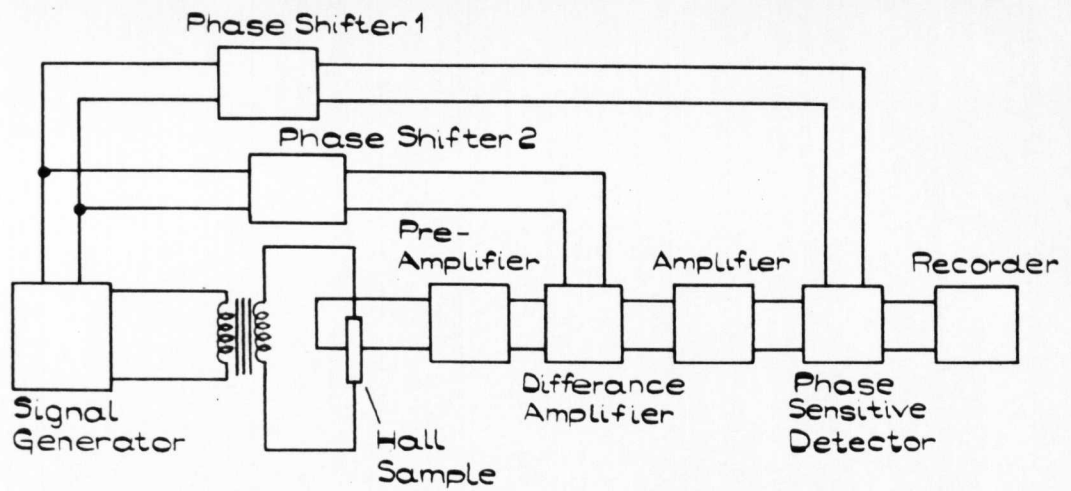 Phase Shifter 1
Phase Shifter 2
Pre-
Amplifier
Amplifier
Recorder
Signal
Generator
Hall
Sample
Differance
Amplifier
Phase
Sensitive
Detector